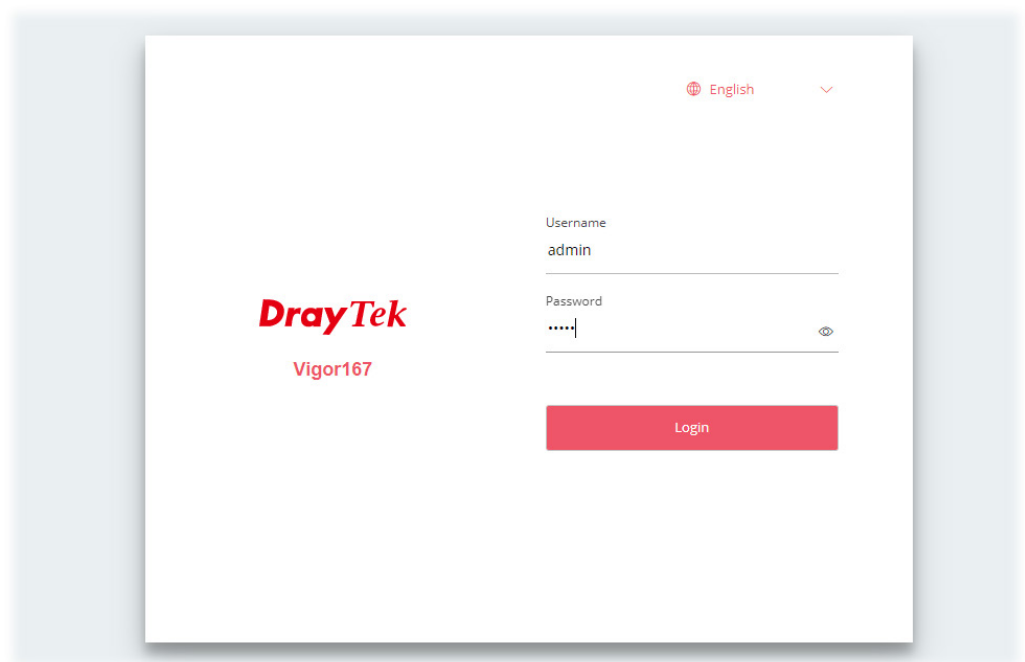 English
Username
admin
Password
•••••
DrayTek
Vigor167
Login